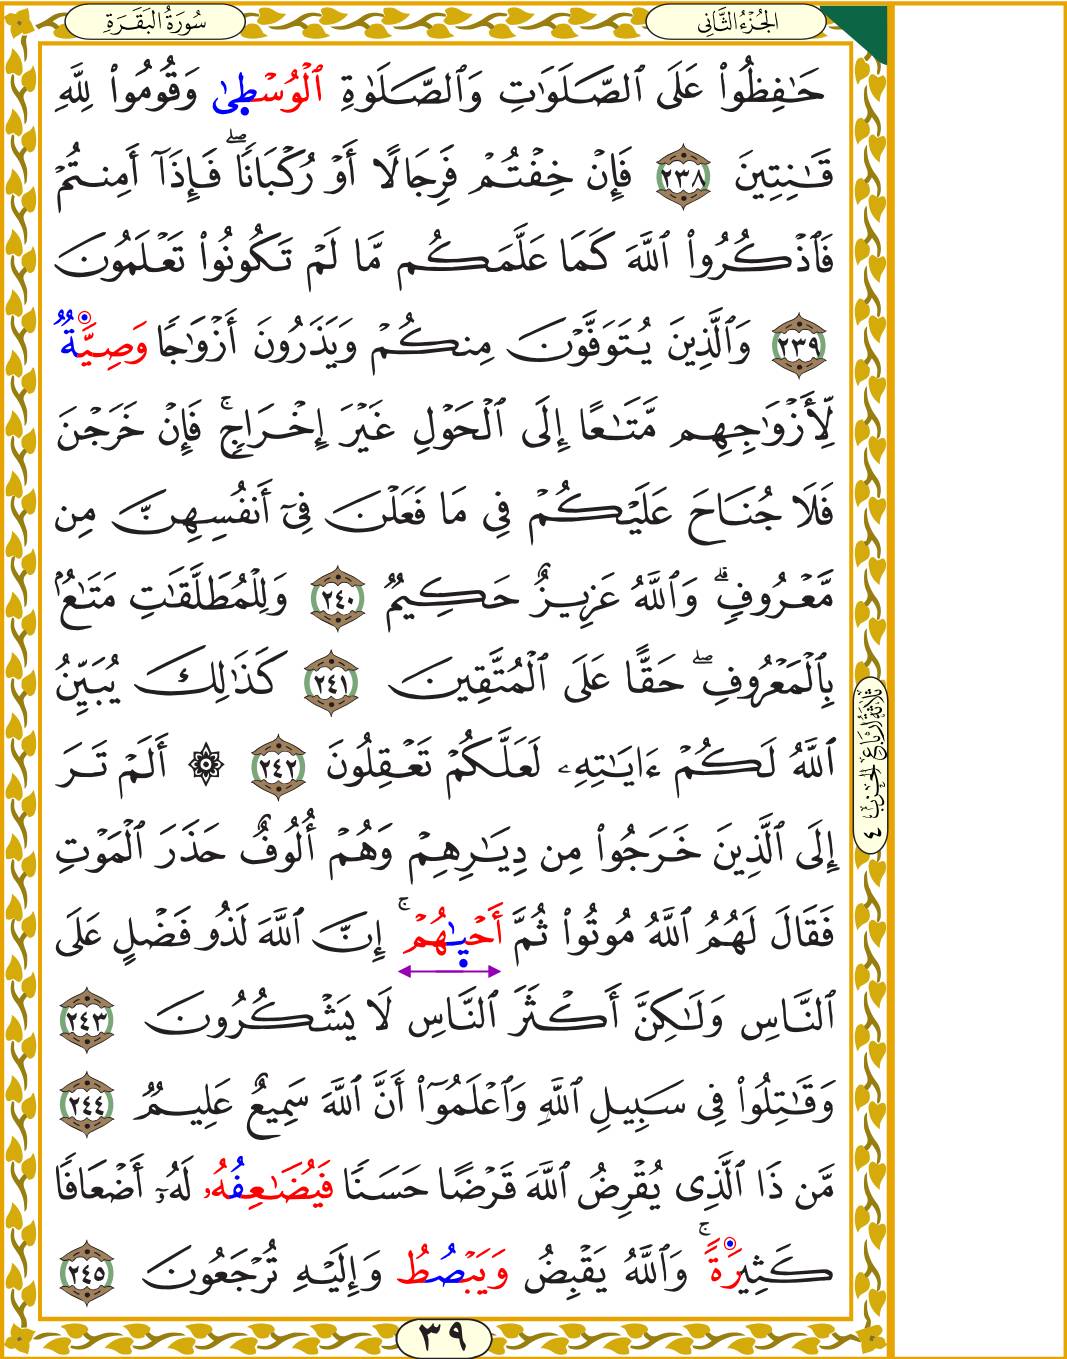 سُورَةُ البَقَرَةِ
الجُزْءُ الثَّانِي
حَٰفِظُوا۟ عَلَى ٱلصَّلَوَٰتِ وَٱلصَّلَوٰةِ ٱلْوُسْطِىٰ وَقُومُوا۟ لِلَّهِ
قَٰنِتِينَ ٢٣٨ فَإِنْ خِفْتُمْ فَرِجَالًا أَوْ رُكْبَانًا ۖ فَإِذَآ أَمِنتُمْ
فَٱذْكُرُوا۟ ٱللَّهَ كَمَا عَلَّمَكُم مَّا لَمْ تَكُونُوا۟ تَعْلَمُونَ
٢٣٩ وَٱلَّذِينَ يُتَوَفَّوْنَ مِنكُمْ وَيَذَرُونَ أَزْوَٰجًا وَصِيَّةٌ
لِّأَزْوَٰجِهِم مَّتَٰعًا إِلَى ٱلْحَوْلِ غَيْرَ إِخْرَاجٍ ۚ فَإِنْ خَرَجْنَ
فَلَا جُنَاحَ عَلَيْكُمْ فِى مَا فَعَلْنَ فِىٓ أَنفُسِهِنَّ مِن
مَّعْرُوفٍ ۗ وَٱللَّهُ عَزِيزٌ حَكِيمٌ ٢٤٠ وَلِلْمُطَلَّقَٰتِ مَتَٰعٌۢ
بِٱلْمَعْرُوفِ ۖ حَقًّا عَلَى ٱلْمُتَّقِينَ ٢٤١ كَذَٰلِكَ يُبَيِّنُ
ٱللَّهُ لَكُمْ ءَايَٰتِهِۦ لَعَلَّكُمْ تَعْقِلُونَ ٢٤٢ ۞ أَلَمْ تَرَ
إِلَى ٱلَّذِينَ خَرَجُوا۟ مِن دِيَٰرِهِمْ وَهُمْ أُلُوفٌ حَذَرَ ٱلْمَوْتِ
فَقَالَ لَهُمُ ٱللَّهُ مُوتُوا۟ ثُمَّ أَحْيَٰهُمْ ۚ إِنَّ ٱللَّهَ لَذُو فَضْلٍ عَلَى
ٱلنَّاسِ وَلَٰكِنَّ أَكْثَرَ ٱلنَّاسِ لَا يَشْكُرُونَ ٢٤٣
وَقَٰتِلُوا۟ فِى سَبِيلِ ٱللَّهِ وَٱعْلَمُوٓا۟ أَنَّ ٱللَّهَ سَمِيعٌ عَلِيمٌ ٢٤٤
مَّن ذَا ٱلَّذِى يُقْرِضُ ٱللَّهَ قَرْضًا حَسَنًا فَيُضَٰعِفُهُۥ لَهُۥٓ أَضْعَافًا
كَثِيرَةً ۚ وَٱللَّهُ يَقْبِضُ وَيَبْصُطُ وَإِلَيْهِ تُرْجَعُونَ ٢٤٥
ثَلَاثَةُ أَرْبَاعِ الحِزْبِ ٤
٣٩